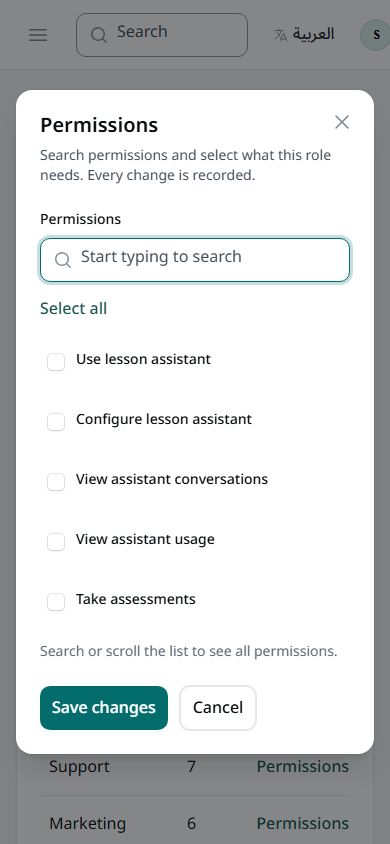 Search
العربية
S
Permissions
Search permissions and select what this role
needs. Every change is recorded.
Permissions
Start typing to search
Select all
Use lesson assistant
Configure lesson assistant
View assistant conversations
View assistant usage
Take assessments
Search or scroll the list to see all permissions.
Save changes
Cancel
Support 7 Permissions
Marketing 6 Permissions